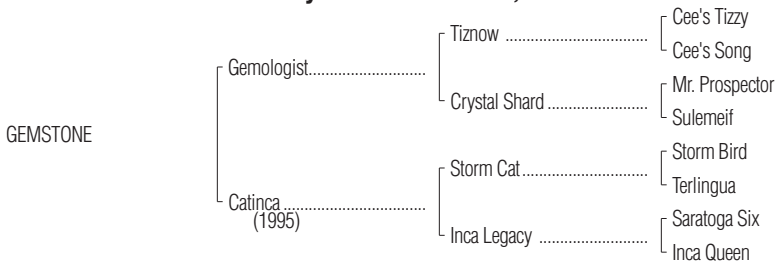 Cee's Tizzy
Tiznow ..................................
Cee's Song
Gemologist...........................
Mr. Prospector
Crystal Shard ........................
Sulemeif
GEMSTONE
Storm Bird
Storm Cat..............................
Terlingua
Catinca .................................
(1995)
Saratoga Six
Inca Legacy ..........................
Inca Queen